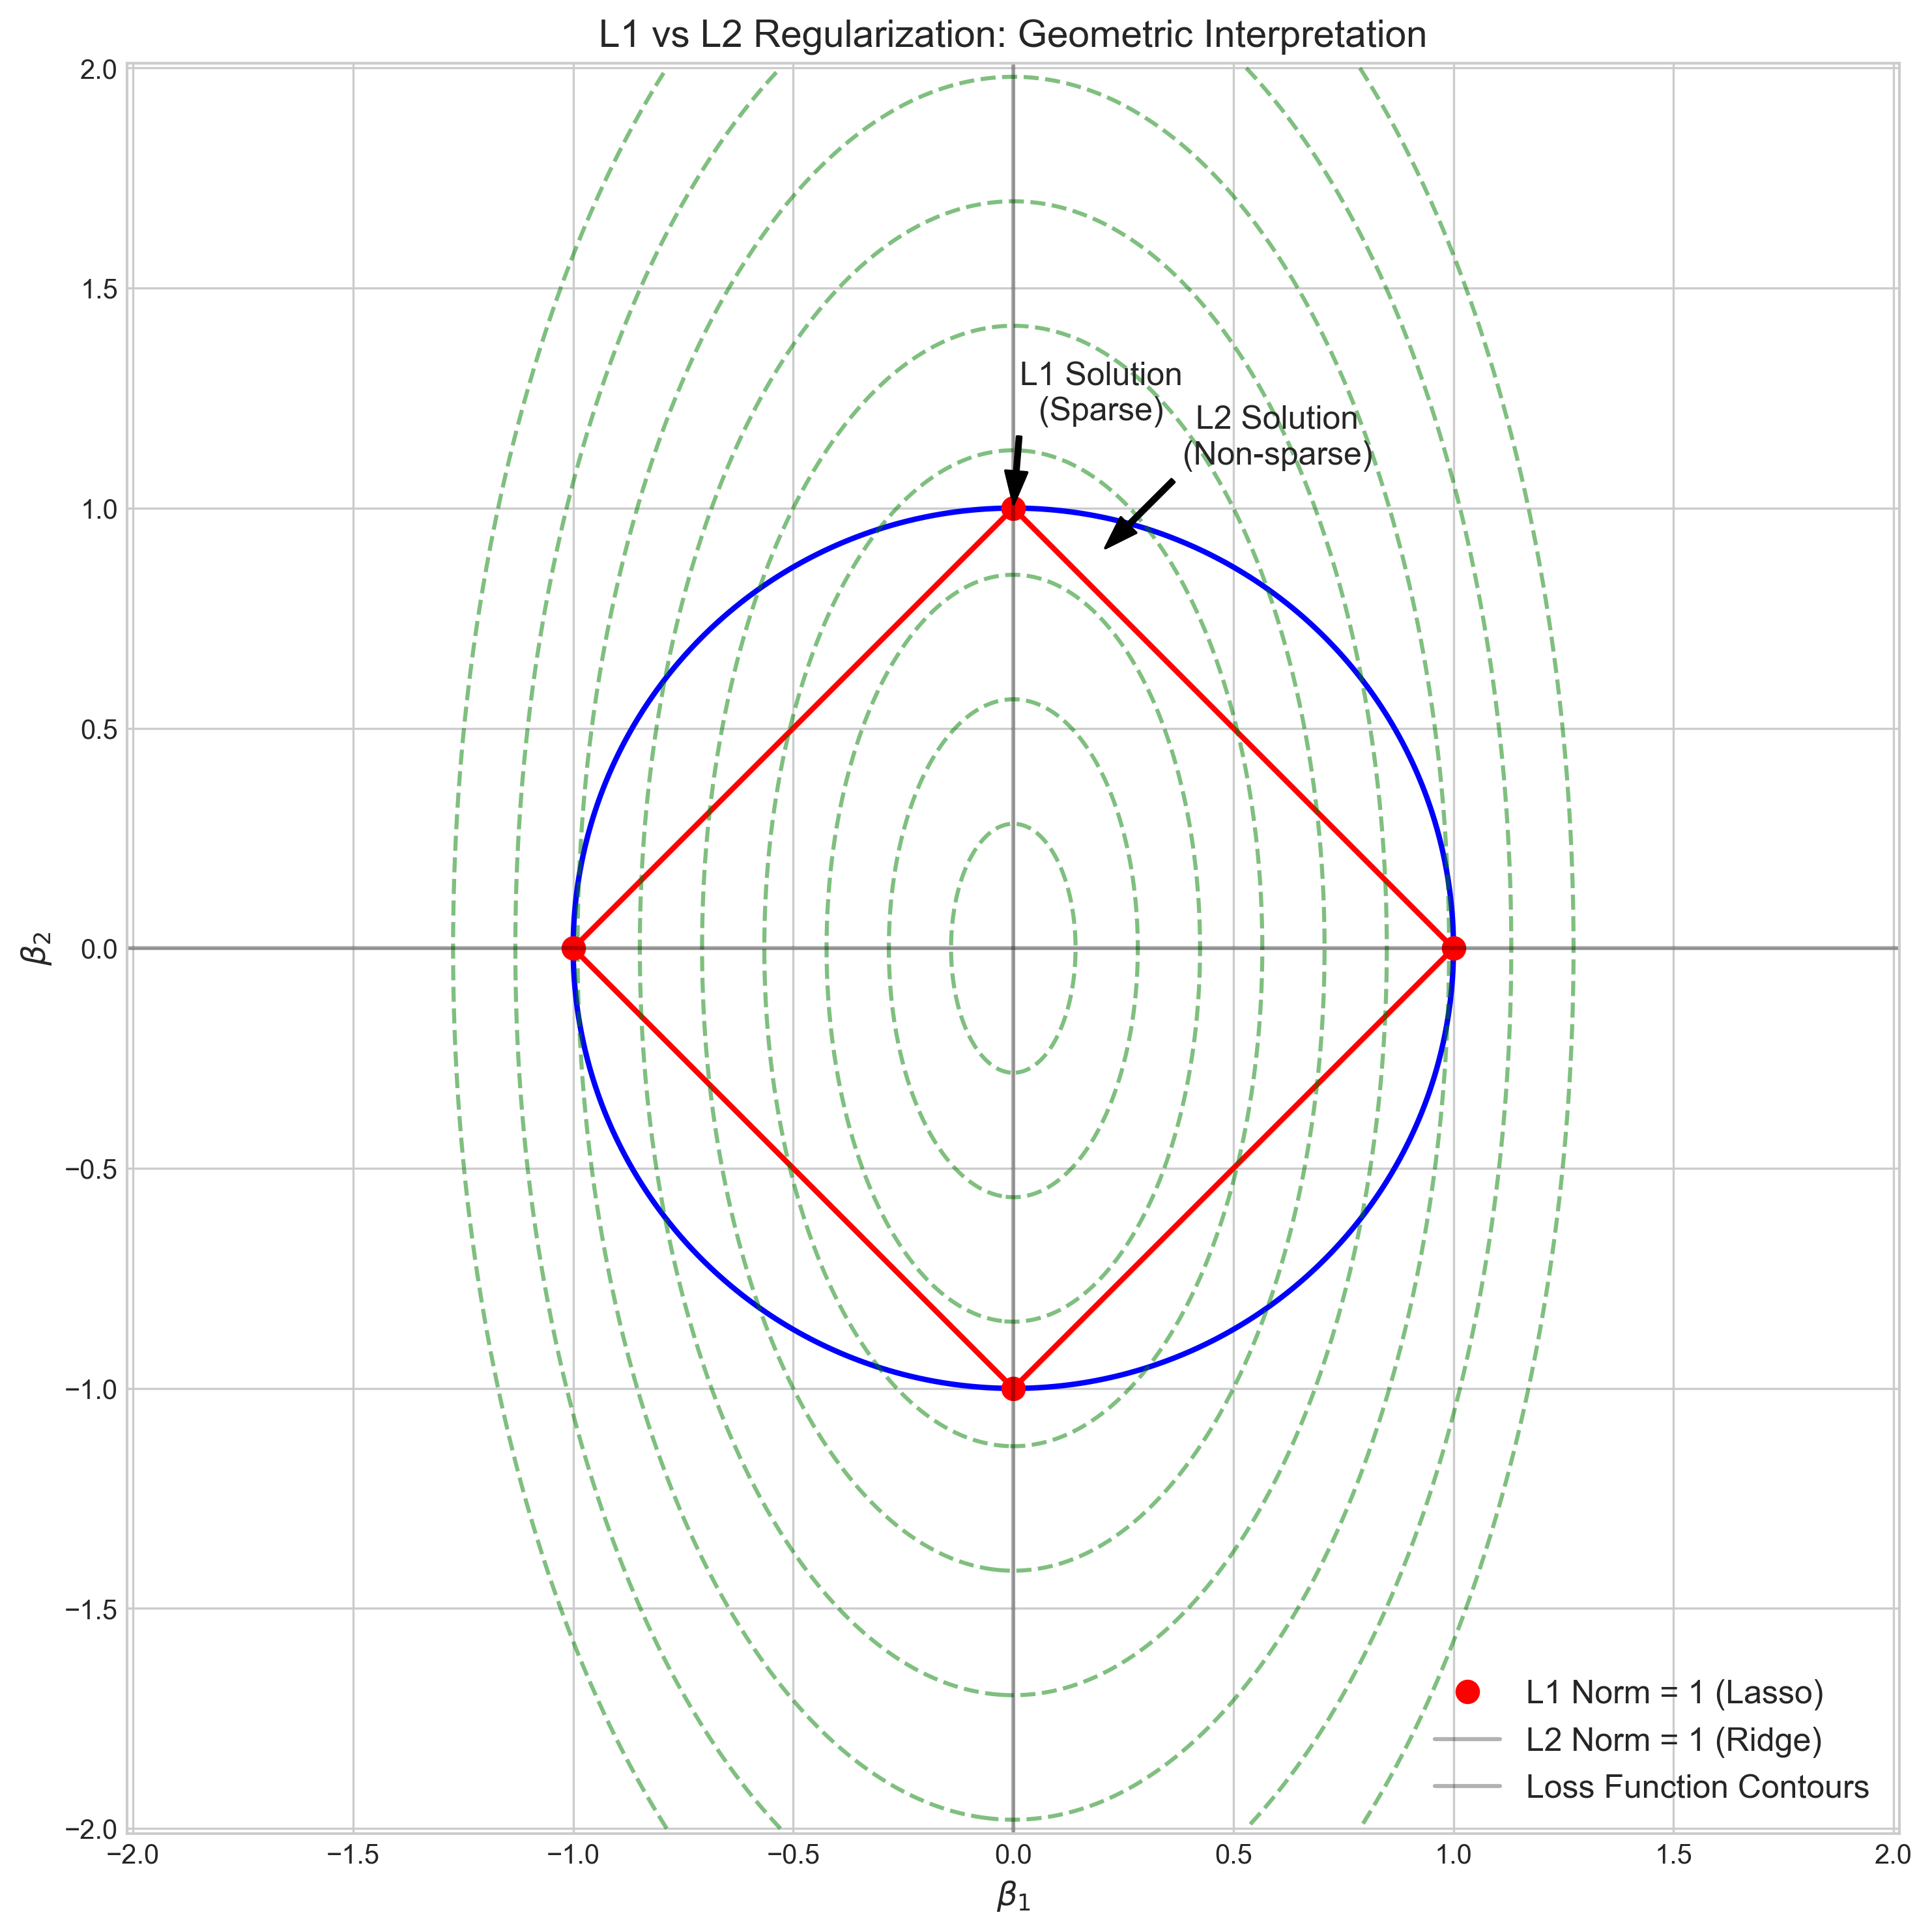 L1 vs L2 Regularization: Geometric Interpretation
2.0
1.5
1.0
0.5
0.0
−0.5
−1.0
−1.5
−2.0
β2
L1 Solution
(Sparse)
L2 Solution
(Non-sparse)
L1 Norm = 1 (Lasso)
L2 Norm = 1 (Ridge)
Loss Function Contours
−2.0 −1.5 −1.0 −0.5 0.0 0.5 1.0 1.5 2.0
β1